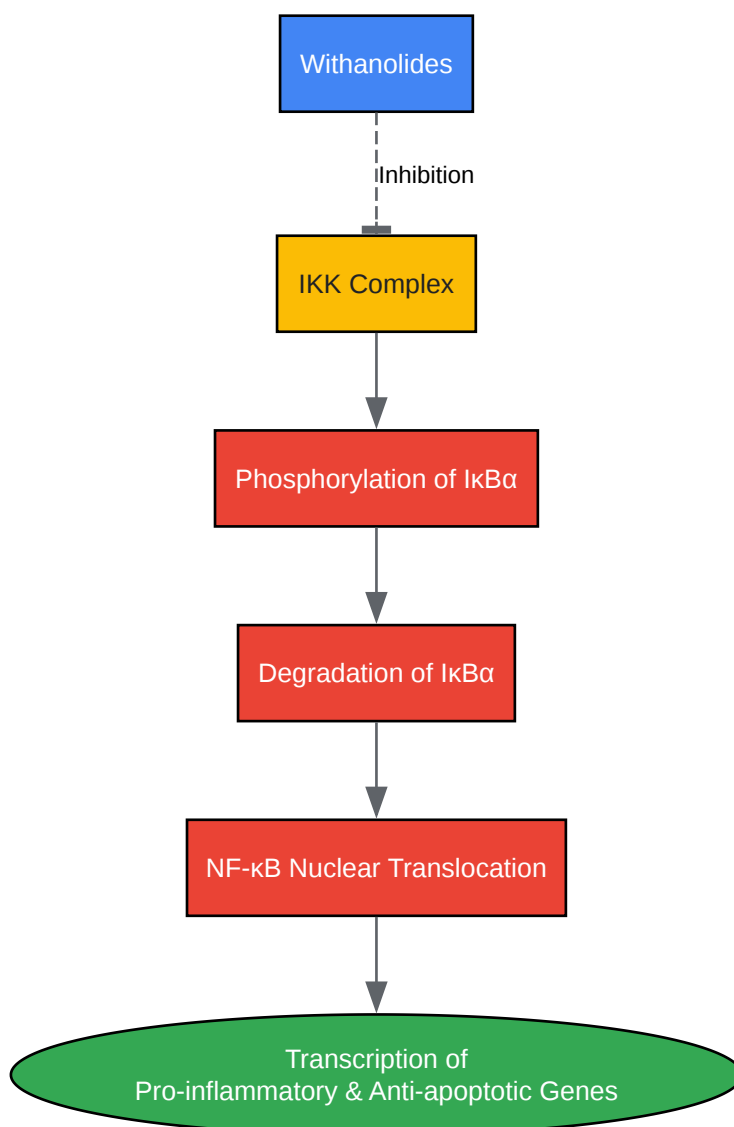 Withanolides
Inhibition
IKK Complex
Phosphorylation of IκBα
Degradation of IκBα
NF-κB Nuclear Translocation
Transcription of
Pro-inflammatory & Anti-apoptotic Genes